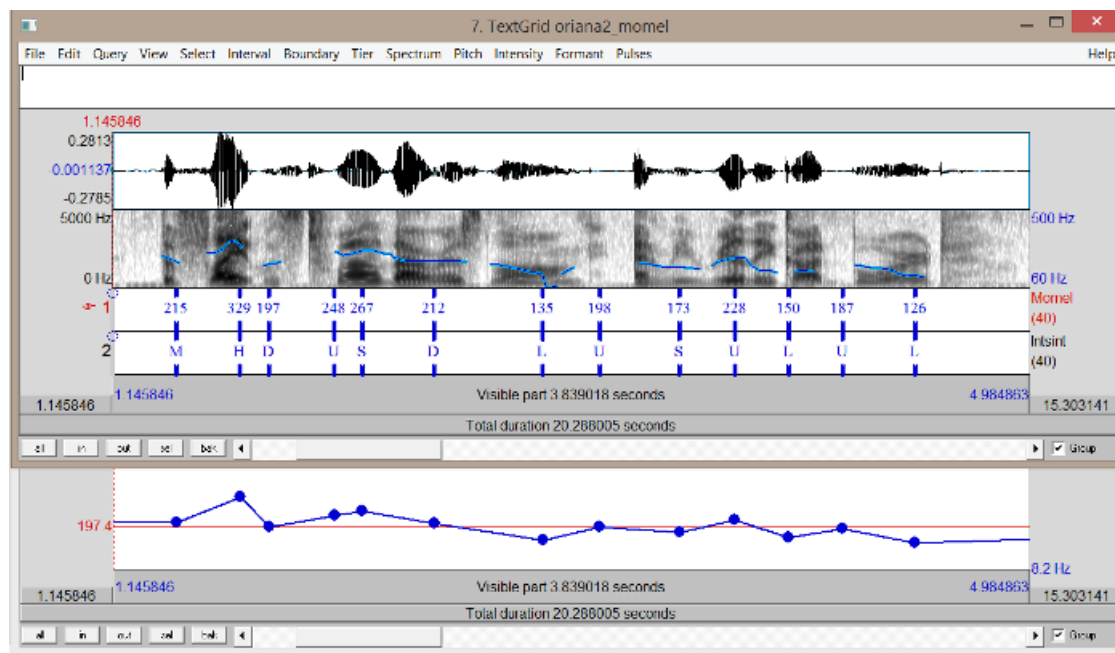 7. TextGrid oriana2_momel
File Edit Query View Select Interval Boundary Tier Spectrum Pitch Intensity Formant Pulses Help
1.145846
0.2813
-0.001137
-0.2785
5000 Hz 500 Hz
0 Hz 60 Hz
1 215 329 197 248 267 212 135 198 173 228 150 187 126 Momel
(40)
2 M H D U S D L U S U L U L Intsint
(40)
1.145846 1.145846 Visible part 3.839018 seconds 4.984863 15.303141
Total duration 20.288005 seconds
all in out sel bak Group
197.4
8.2 Hz
1.145846 1.145846 Visible part 3.839018 seconds 4.984863 15.303141
Total duration 20.288005 seconds
all in out sel bak Group